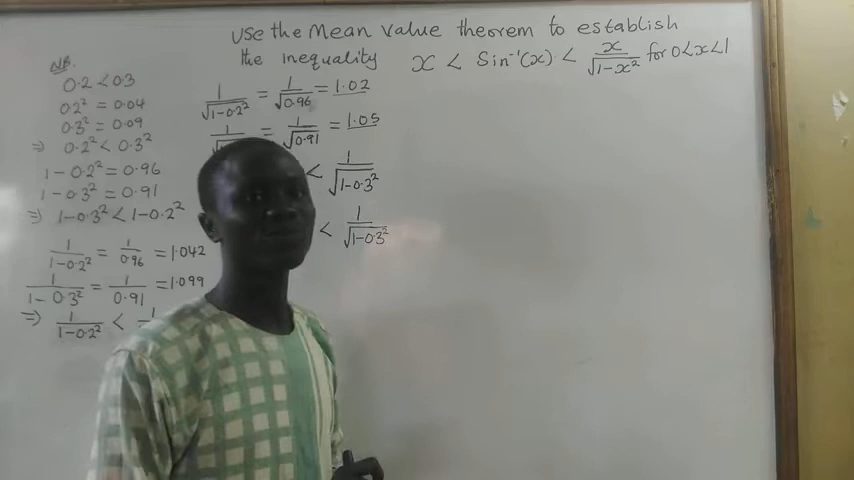 Use the Mean value theorem to establish
the inequality x < Sin⁻¹(x) < x/√(1-x²) for 0<x<1
NB.
0.2 < 0.3
0.2² = 0.04
0.3² = 0.09
⇒ 0.2² < 0.3²
1-0.2² = 0.96
1-0.3² = 0.91
⇒ 1-0.3² < 1-0.2²
1/(1-0.2²) = 1/0.96 = 1.042
1/(1-0.3²) = 1/0.91 = 1.099
⇒ 1/(1-0.2²) <
1/√(1-0.2²) = 1/√0.96 = 1.02
= 1/√0.91 = 1.05
< 1/√(1-0.3²)
< 1/√(1-0.3²)